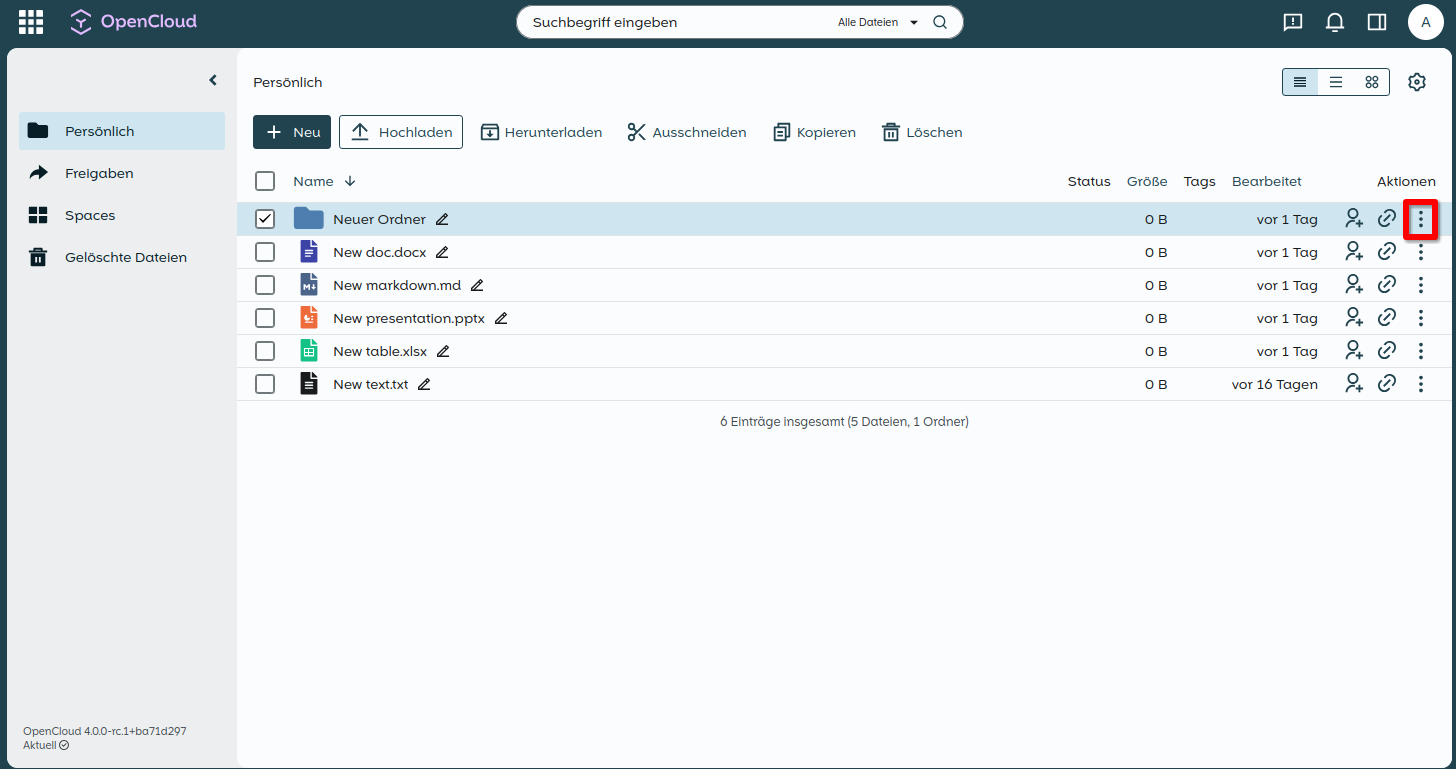 OpenCloud
Suchbegriff eingeben Alle Dateien
A
Persönlich
Freigaben
Spaces
Gelöschte Dateien
Persönlich
Neu Hochladen Herunterladen Ausschneiden Kopieren Löschen
Name Status Größe Tags Bearbeitet Aktionen
Neuer Ordner 0 B vor 1 Tag
New doc.docx 0 B vor 1 Tag
New markdown.md 0 B vor 1 Tag
New presentation.pptx 0 B vor 1 Tag
New table.xlsx 0 B vor 1 Tag
New text.txt 0 B vor 16 Tagen
6 Einträge insgesamt (5 Dateien, 1 Ordner)
OpenCloud 4.0.0-rc.1+ba71d297
Aktuell